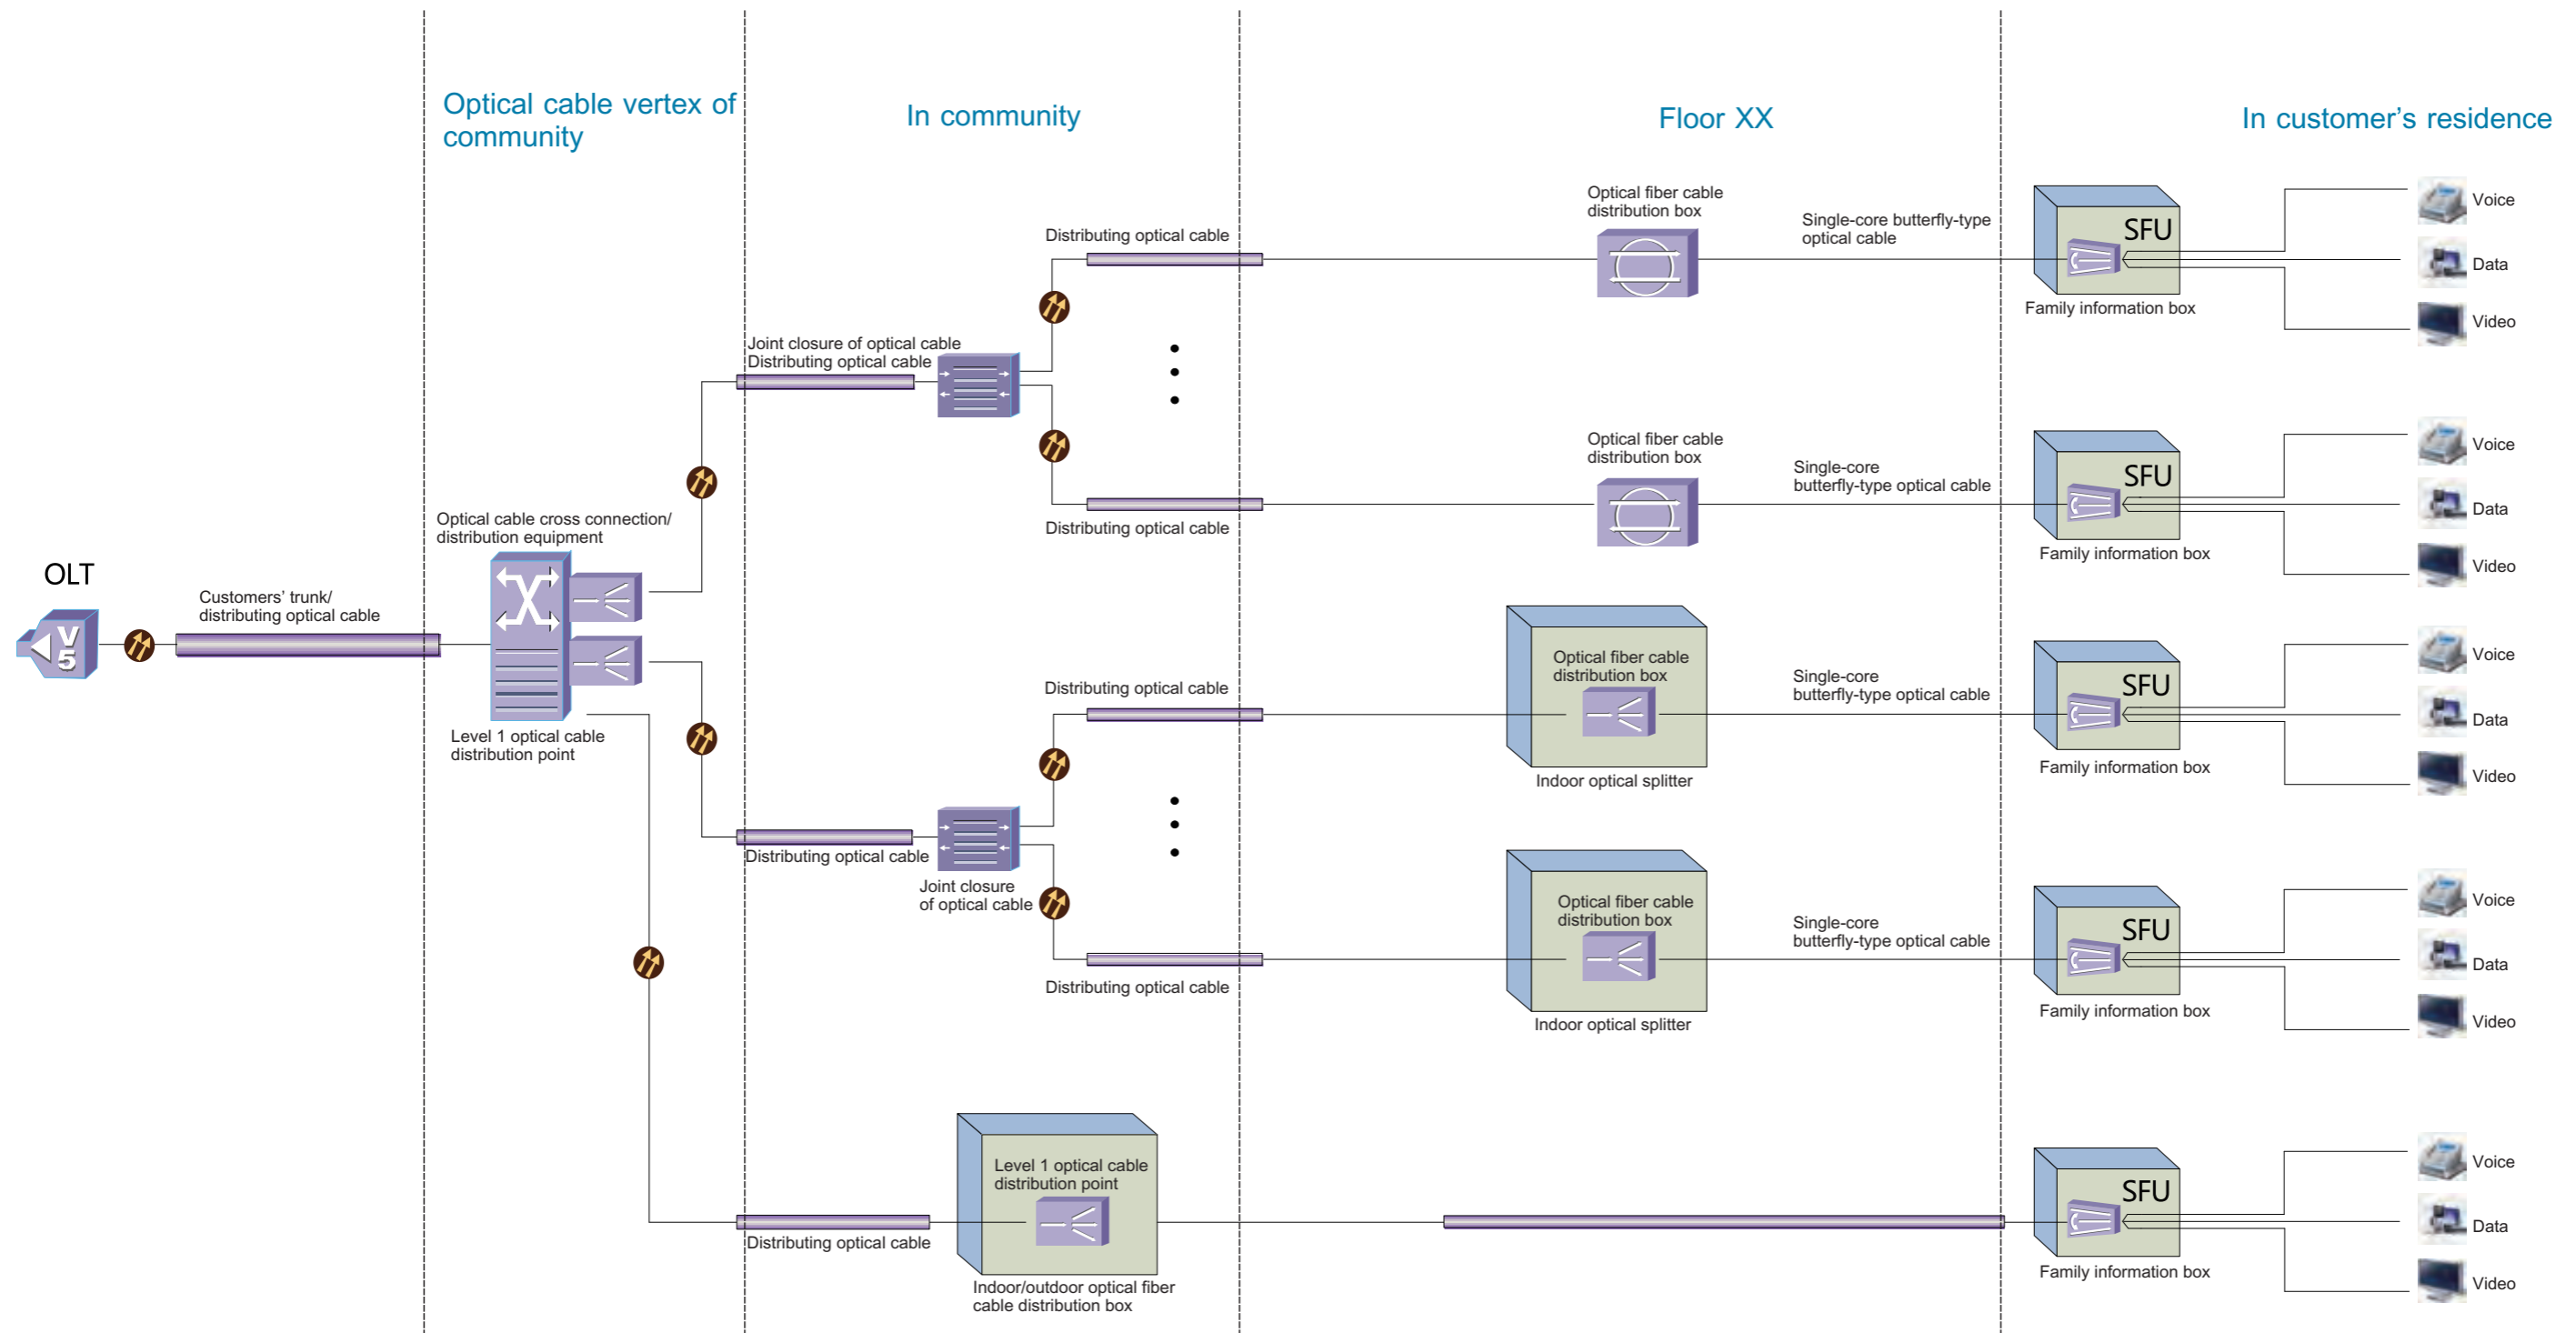 Optical cable vertex of
community
In community
Floor XX
In customer's residence
OLT
V
5
Customers' trunk/
distributing optical cable
Optical cable cross connection/
distribution equipment
Level 1 optical cable
distribution point
Joint closure of optical cable
Distributing optical cable
Distributing optical cable
Optical fiber cable
distribution box
Single-core butterfly-type
optical cable
SFU
Family information box
Voice
Data
Video
Distributing optical cable
Optical fiber cable
distribution box
Single-core
butterfly-type optical cable
SFU
Family information box
Voice
Data
Video
Distributing optical cable
Joint closure
of optical cable
Distributing optical cable
Optical fiber cable
distribution box
Indoor optical splitter
Single-core
butterfly-type optical cable
SFU
Family information box
Voice
Data
Video
Distributing optical cable
Optical fiber cable
distribution box
Indoor optical splitter
Single-core
butterfly-type optical cable
SFU
Family information box
Voice
Data
Video
Distributing optical cable
Level 1 optical cable
distribution point
Indoor/outdoor optical fiber
cable distribution box
SFU
Family information box
Voice
Data
Video